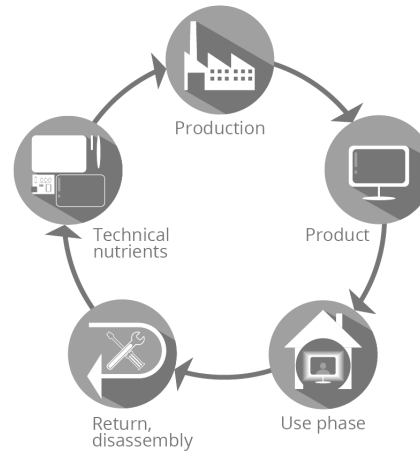 Production
Product
Use phase
Return,
disassembly
Technical
nutrients